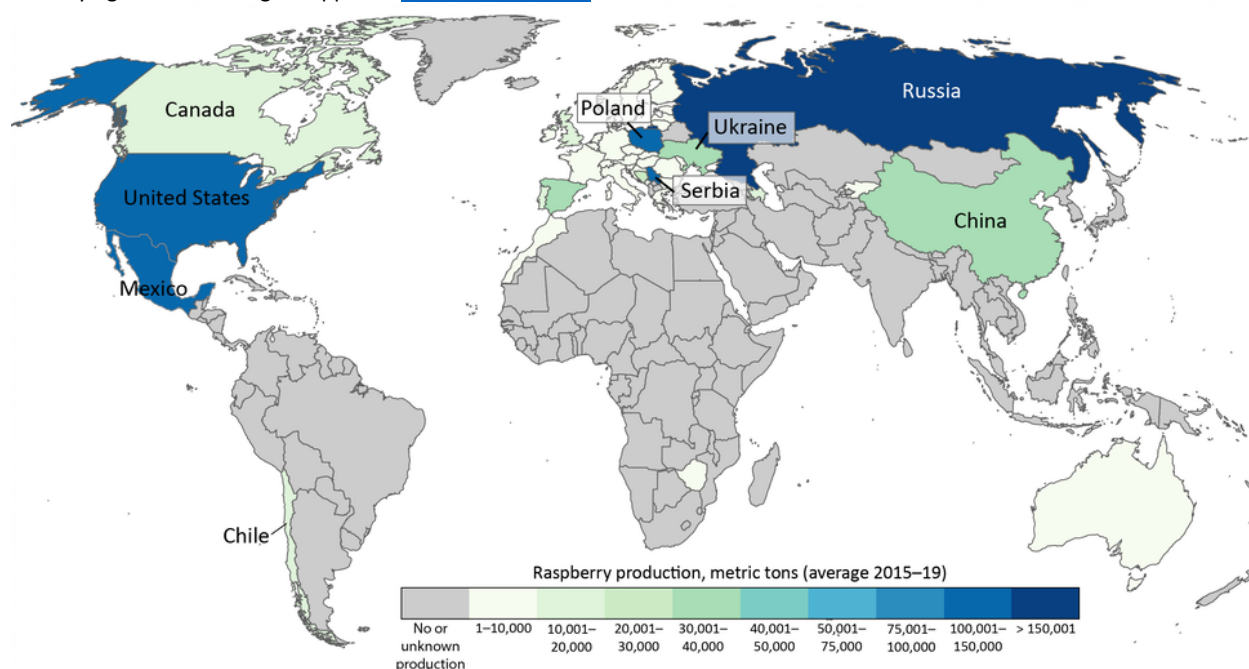 Canada
Russia
Poland
Ukraine
United States
Serbia
China
Mexico
Chile
Raspberry production, metric tons (average 2015–19)
No or
unknown
production
1–10,000
10,001–
20,000
20,001–
30,000
30,001–
40,000
40,001–
50,000
50,001–
75,000
75,001–
100,000
100,001–
150,000
> 150,001